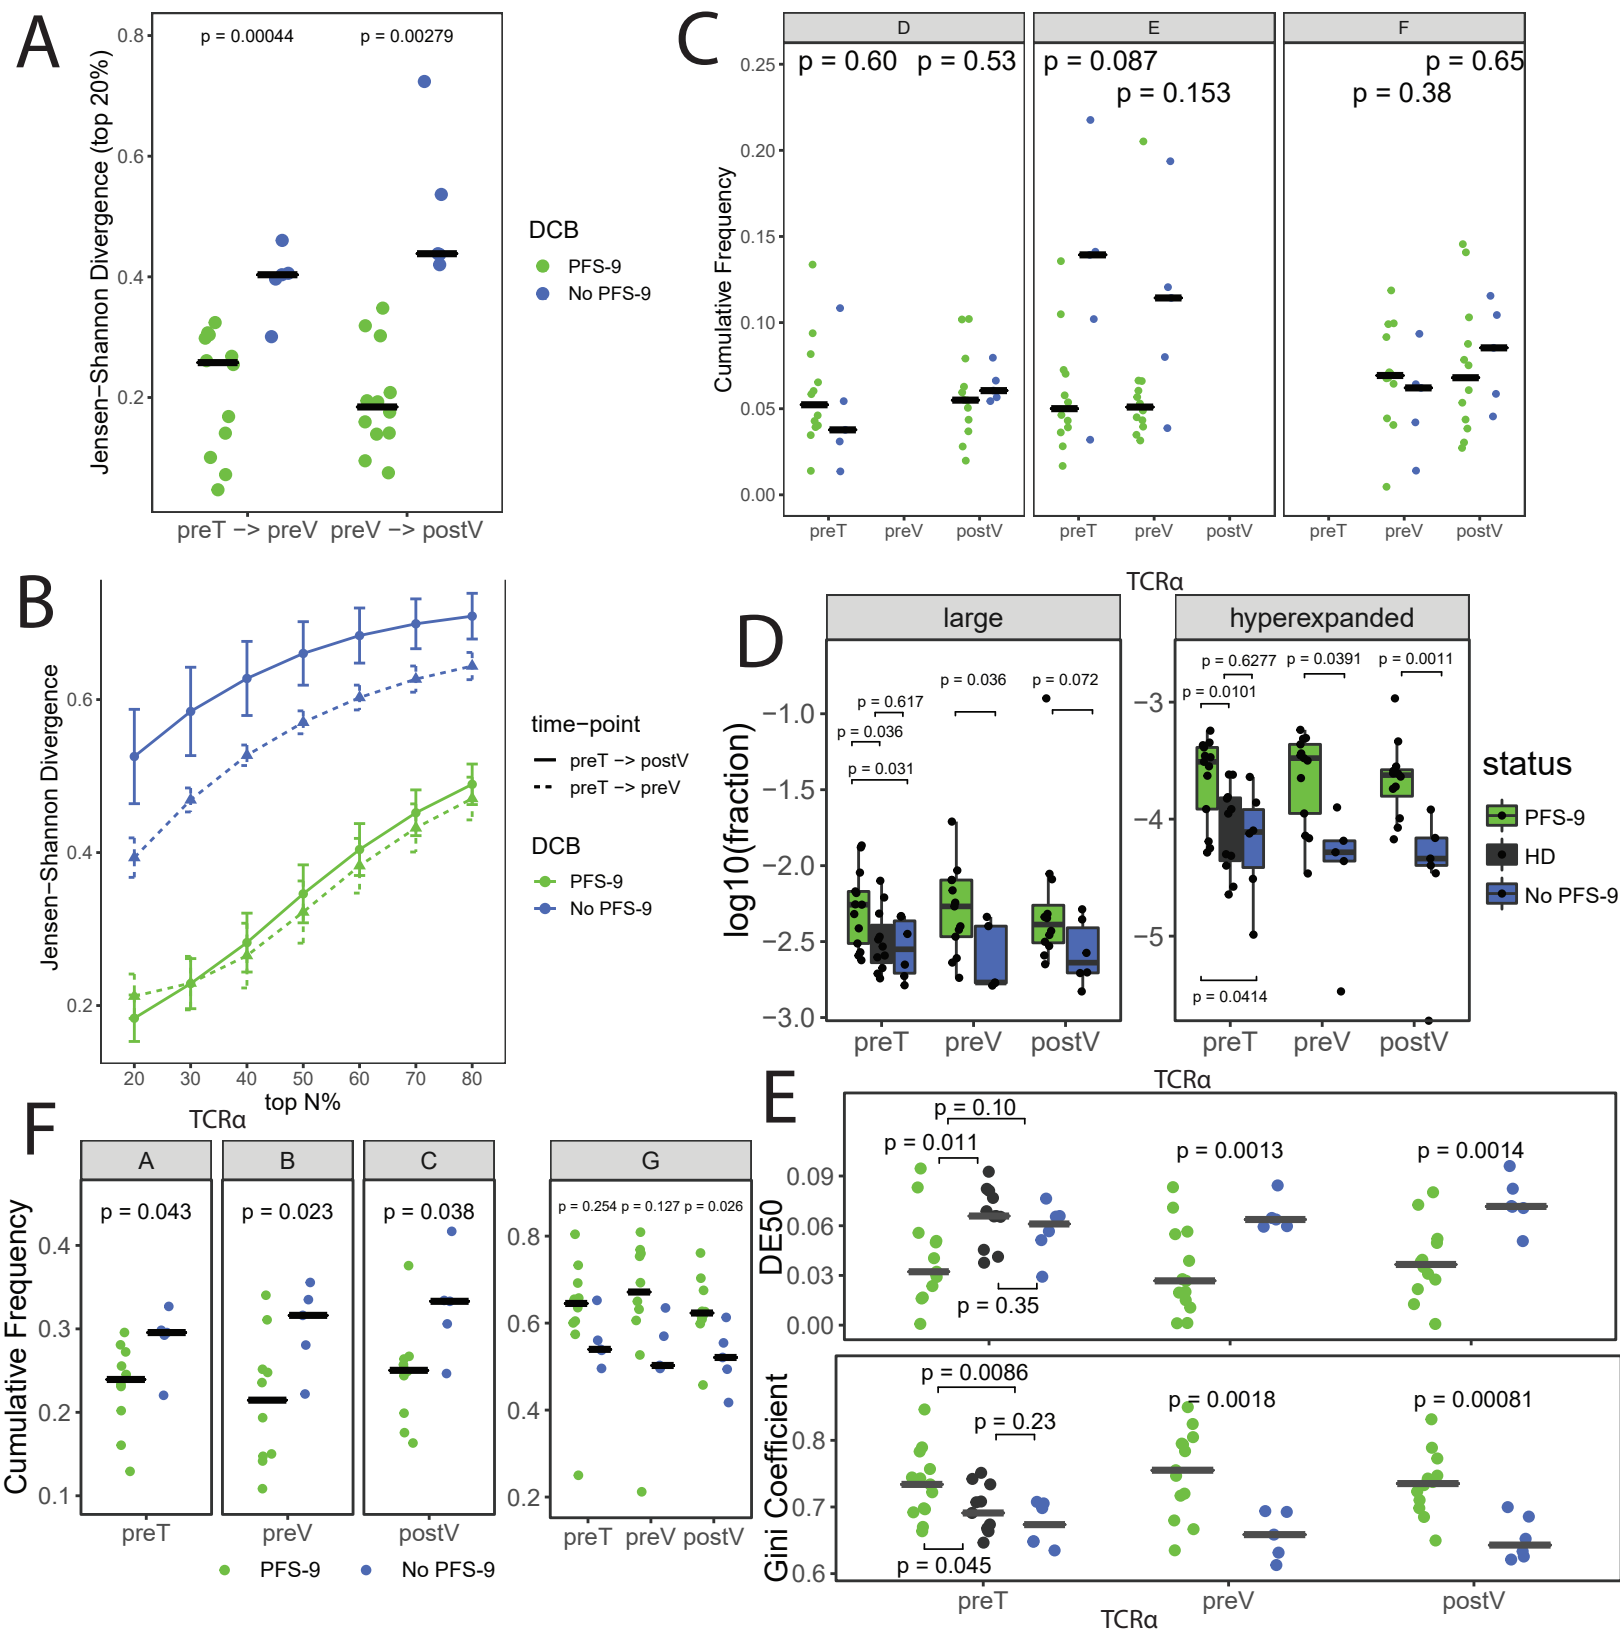 A
Jensen−Shannon Divergence (top 20%)
0.8
0.6
0.4
0.2
p = 0.00044
p = 0.00279
preT −> preV
preV −> postV
DCB
PFS-9
No PFS-9
C
Cumulative Frequency
0.25
0.20
0.15
0.10
0.05
0.00
D
p = 0.60
p = 0.53
preT
preV
postV
E
p = 0.087
p = 0.153
preT
preV
postV
F
p = 0.65
p = 0.38
preT
preV
postV
B
Jensen−Shannon Divergence
0.6
0.4
0.2
20
30
40
50
60
70
80
top N%
time−point
preT −> postV
preT −> preV
DCB
PFS-9
No PFS-9
D
TCRα
log10(fraction)
large
−1.0
−1.5
−2.0
−2.5
−3.0
p = 0.617
p = 0.036
p = 0.031
p = 0.036
p = 0.072
preT
preV
postV
hyperexpanded
−3
−4
−5
p = 0.6277
p = 0.0101
p = 0.0391
p = 0.0011
p = 0.0414
preT
preV
postV
status
PFS-9
HD
No PFS-9
F
TCRα
Cumulative Frequency
0.4
0.3
0.2
0.1
A
p = 0.043
preT
B
p = 0.023
preV
C
p = 0.038
postV
G
0.8
0.6
0.4
0.2
p = 0.254
p = 0.127
p = 0.026
preT
preV
postV
PFS-9
No PFS-9
E
TCRα
DE50
0.09
0.06
0.03
0.00
p = 0.10
p = 0.011
p = 0.35
p = 0.0013
p = 0.0014
Gini Coefficient
0.8
0.7
0.6
p = 0.0086
p = 0.23
p = 0.045
p = 0.0018
p = 0.00081
preT
preV
postV
TCRα